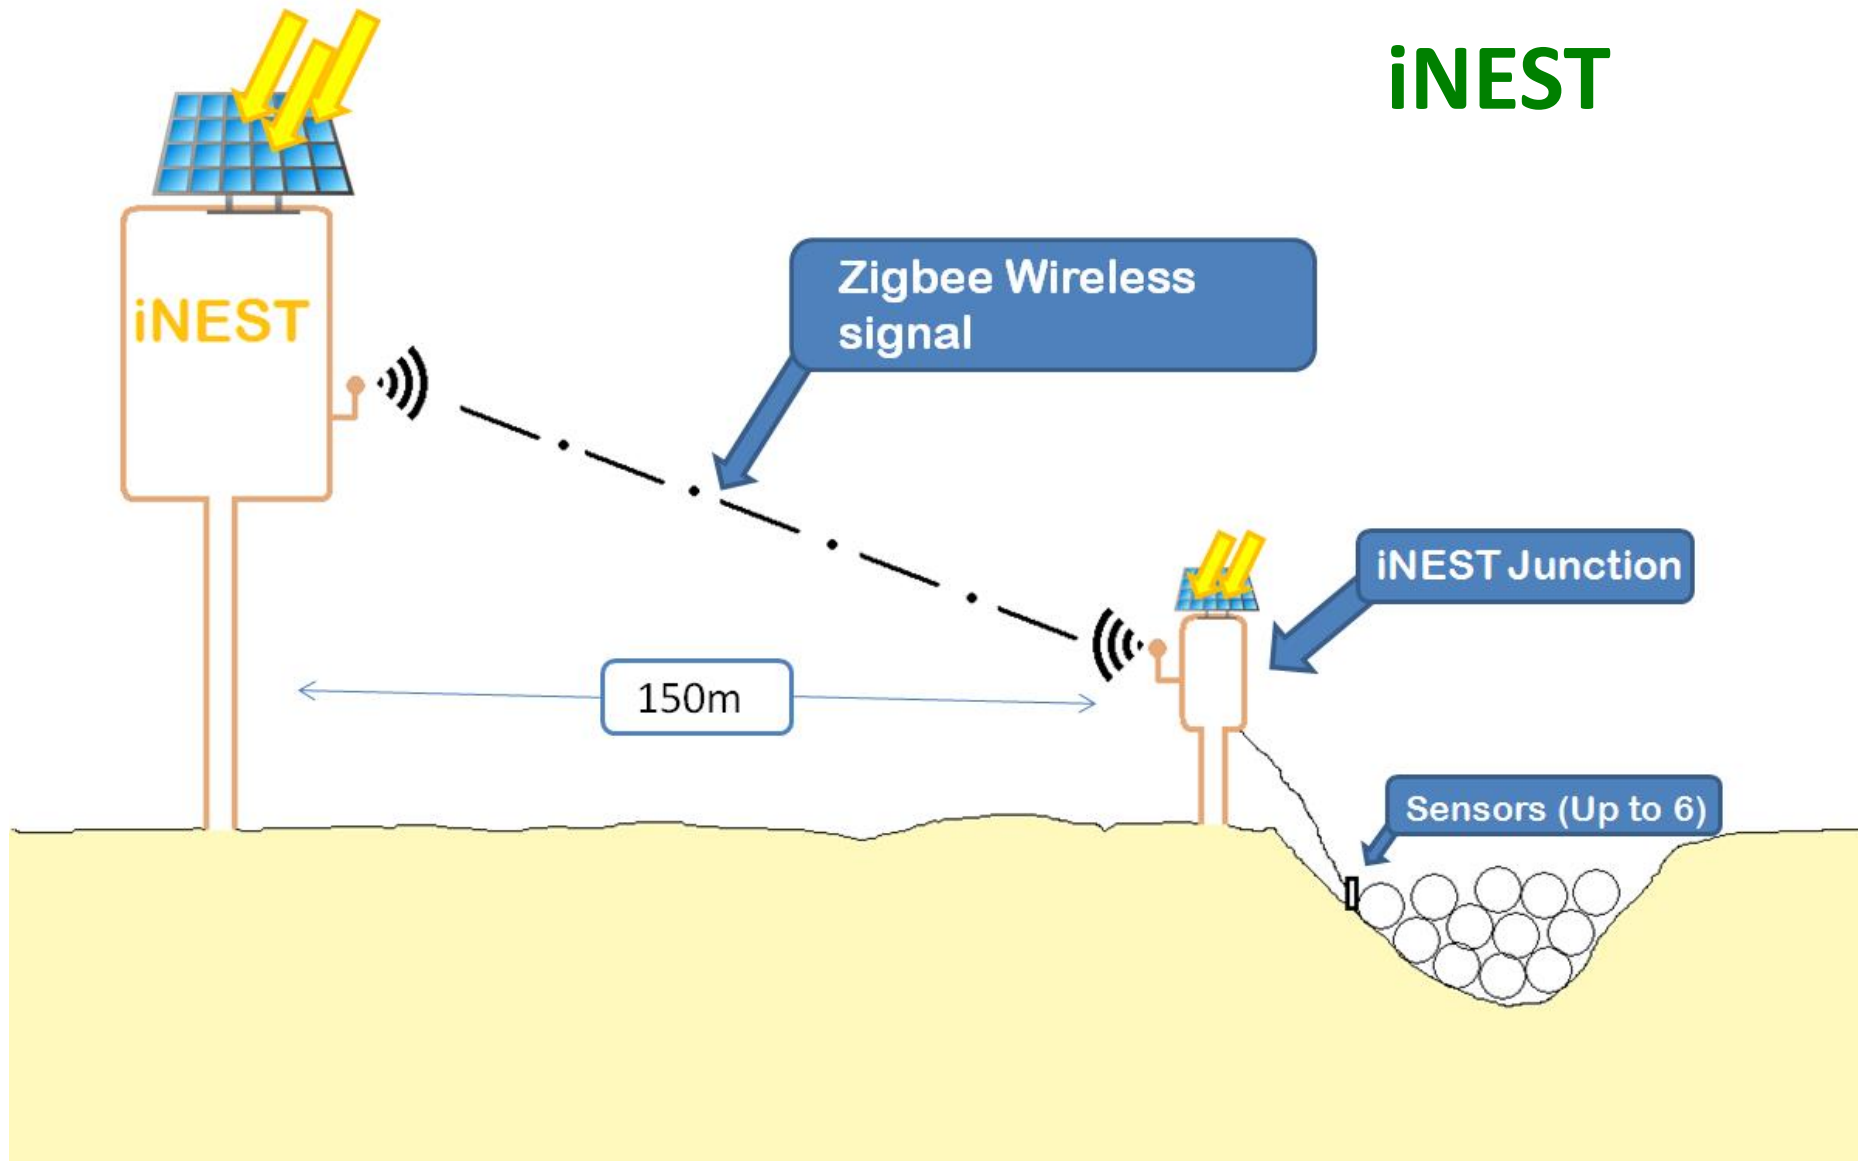 iNEST
iNEST
Zigbee Wireless
signal
iNEST Junction
150m
Sensors (Up to 6)